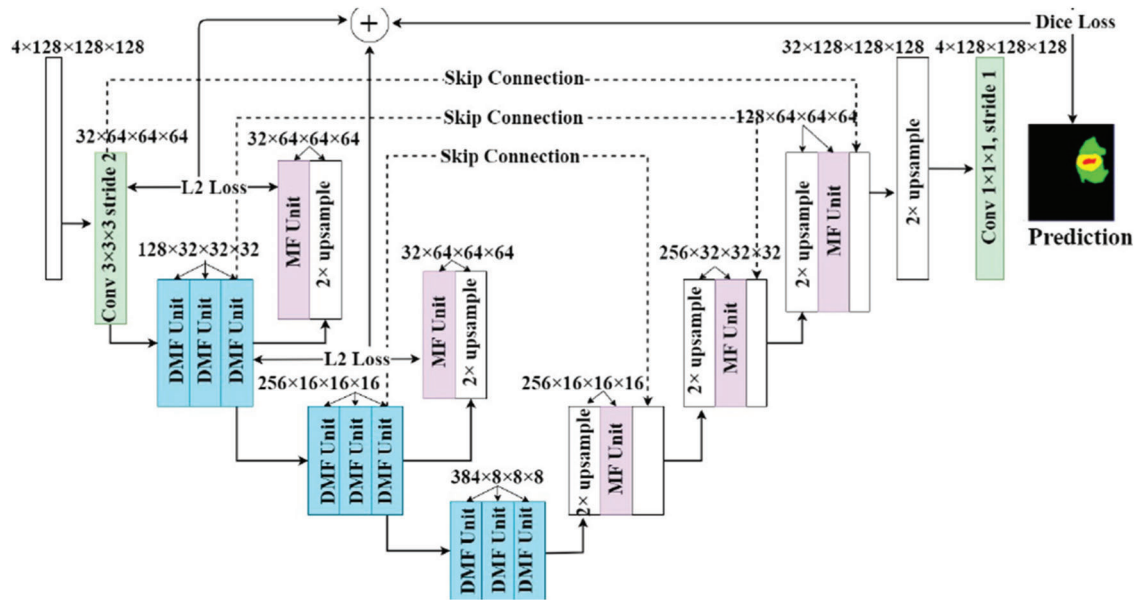 +
Dice Loss
4×128×128×128
32×128×128×128
4×128×128×128
Skip Connection
32×64×64×64
Conv 3×3×3 stride 2
Skip Connection
32×64×64×64
128×64×64×64
Skip Connection
L2 Loss
MF Unit
2× upsample
2× upsample
MF Unit
2× upsample
Conv 1×1×1, stride 1
Prediction
128×32×32×32
DMF Unit
DMF Unit
DMF Unit
32×64×64×64
MF Unit
2× upsample
256×32×32×32
2× upsample
MF Unit
L2 Loss
256×16×16×16
DMF Unit
DMF Unit
DMF Unit
256×16×16×16
2× upsample
MF Unit
384×8×8×8
DMF Unit
DMF Unit
DMF Unit